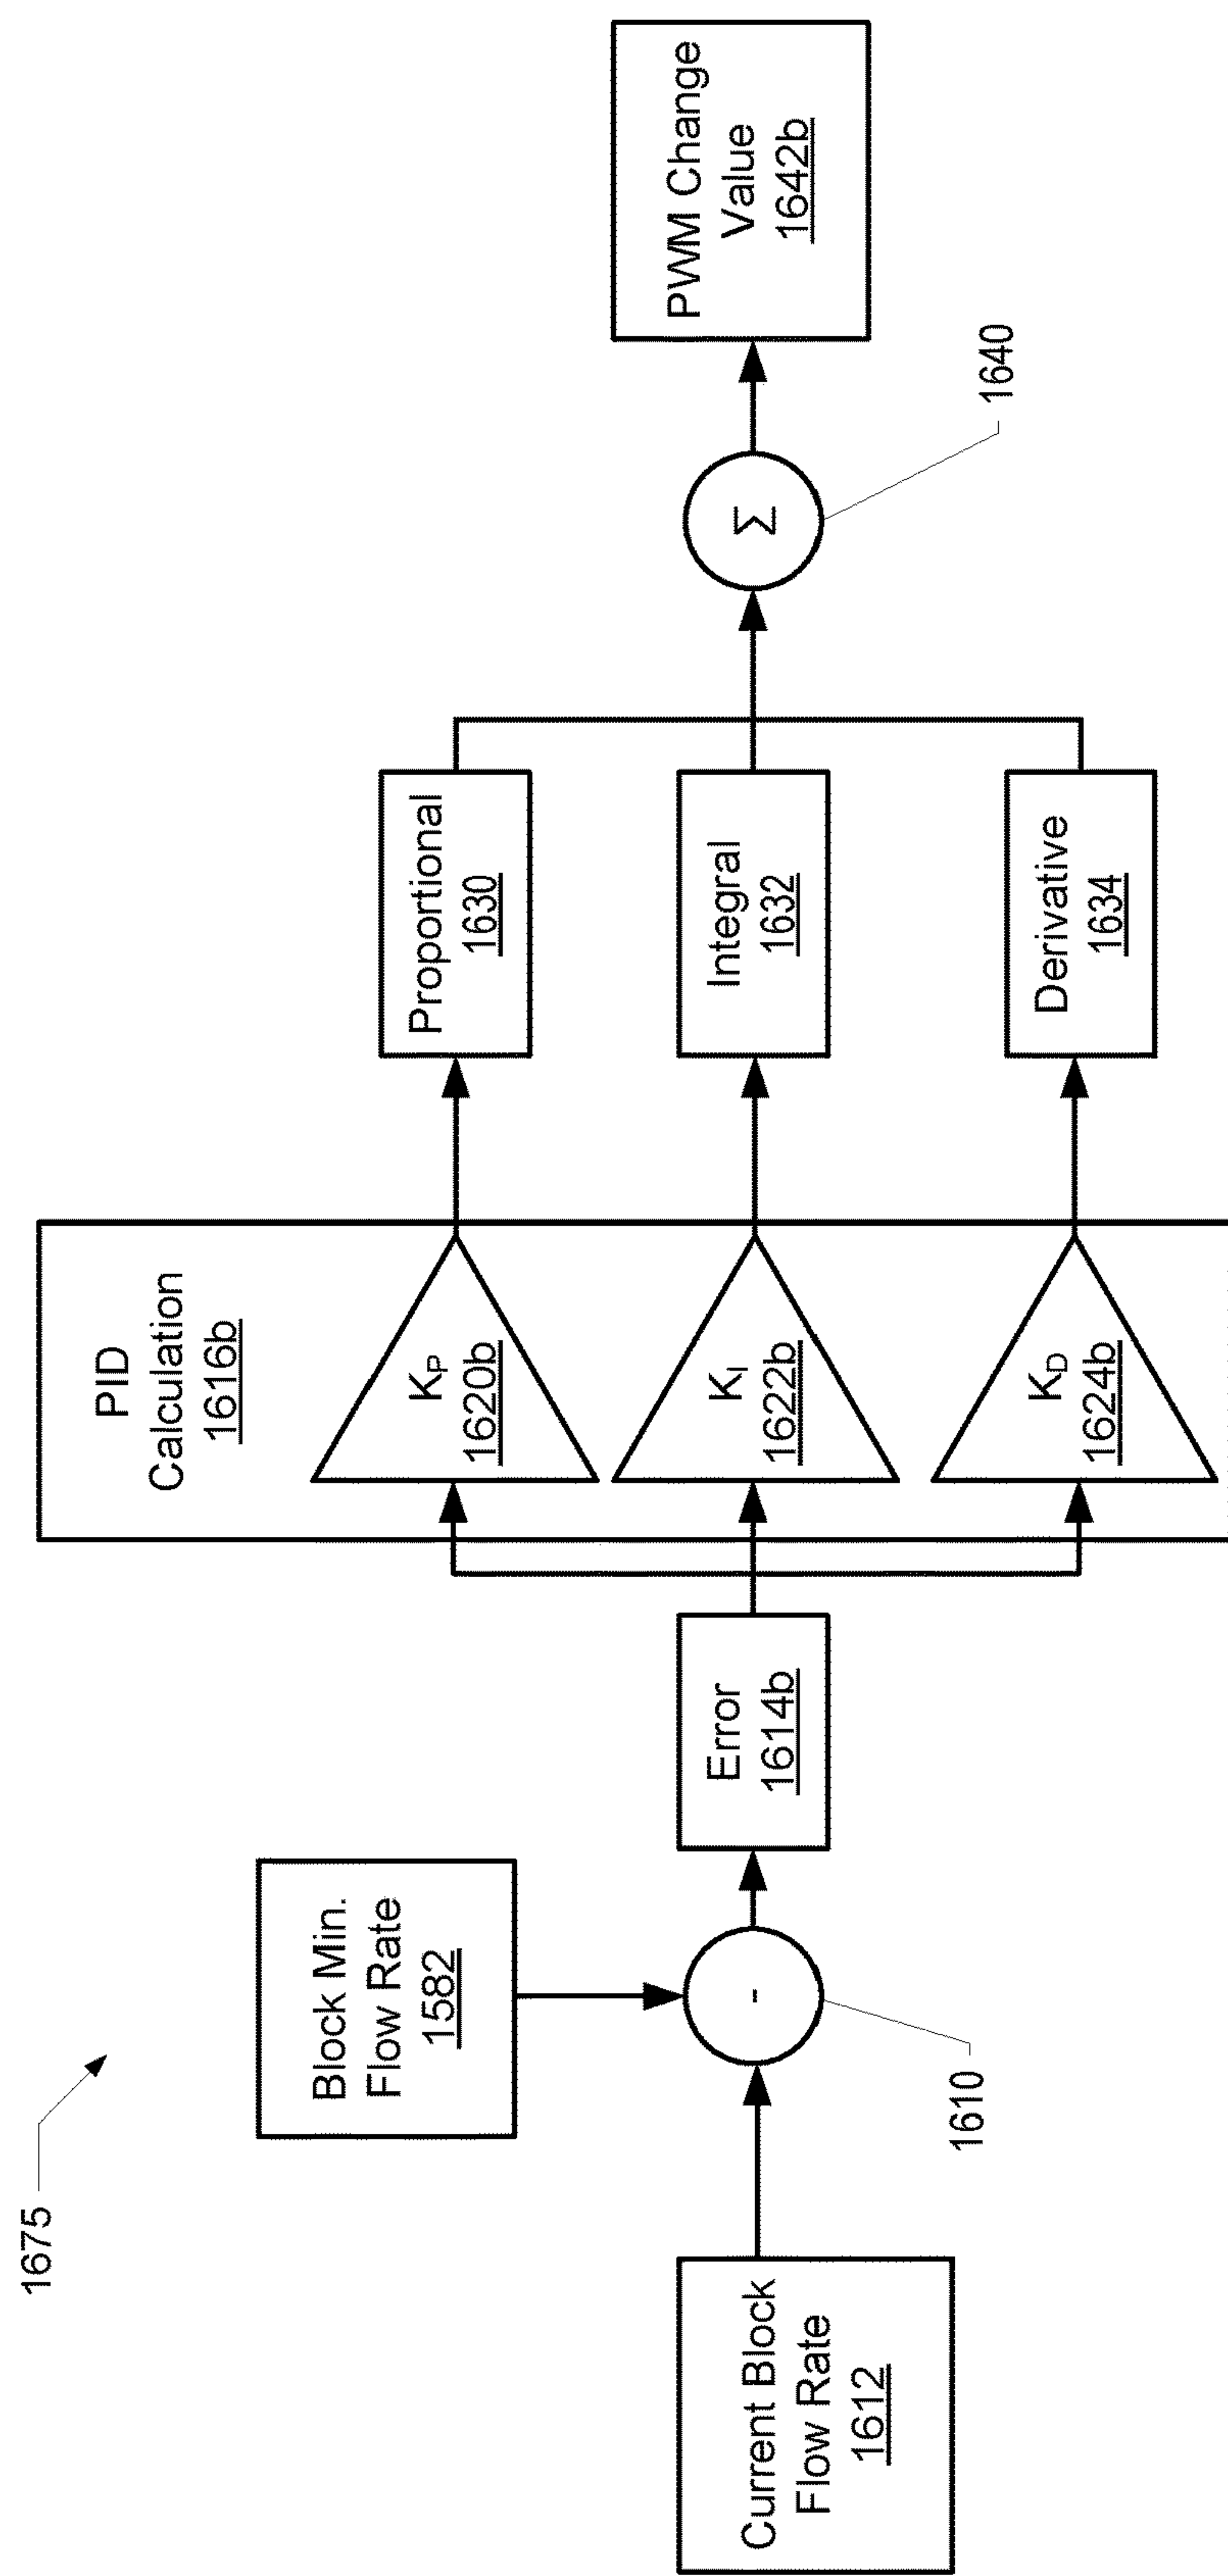 1675
Current Block
Flow Rate
1612
Block Min.
Flow Rate
1582
-
1610
Error
1614b
PID
Calculation
1616b
KP
1620b
KI
1622b
KD
1624b
Proportional
1630
Integral
1632
Derivative
1634
Σ
1640
PWM Change
Value
1642b